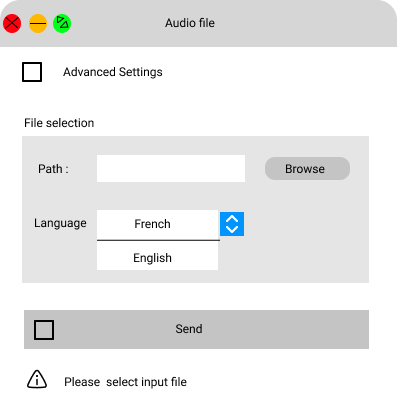 Audio file
Advanced Settings
File selection
Path :
Browse
Language
French
English
Send
Please select input file